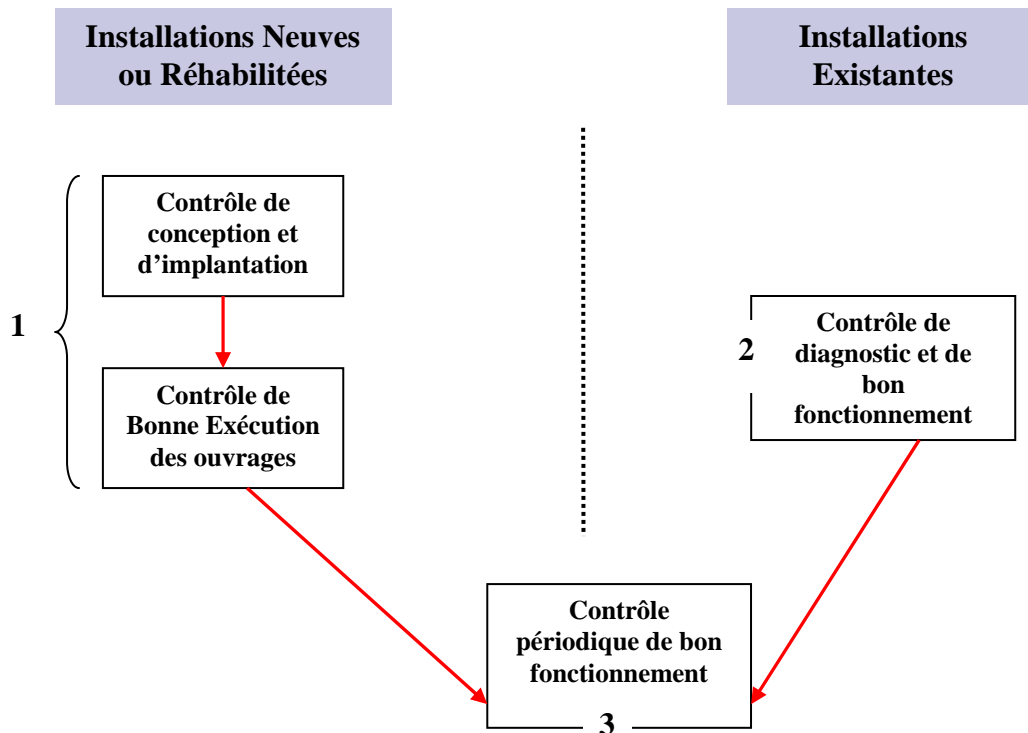 Installations Neuves
ou Réhabilitées
Installations
Existantes
1
Contrôle de
conception et
d’implantation
Contrôle de
Bonne Exécution
des ouvrages
2
Contrôle de
diagnostic et de
bon
fonctionnement
Contrôle
périodique de bon
fonctionnement
3